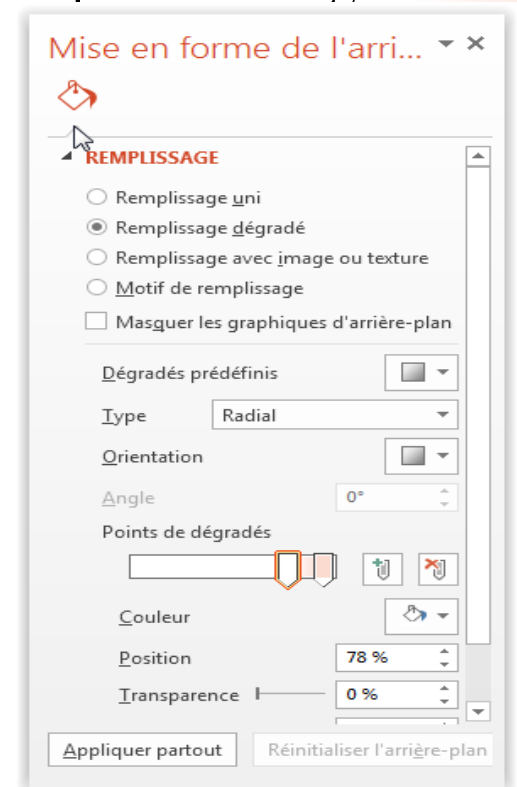 Mise en forme de l'arri...
REMPLISSAGE
Remplissage uni
Remplissage dégradé
Remplissage avec image ou texture
Motif de remplissage
Masquer les graphiques d'arrière-plan
Dégradés prédéfinis
Type Radial
Orientation
Angle 0°
Points de dégradés
Couleur
Position 78 %
Transparence 0 %
Appliquer partout Réinitialiser l'arrière-plan